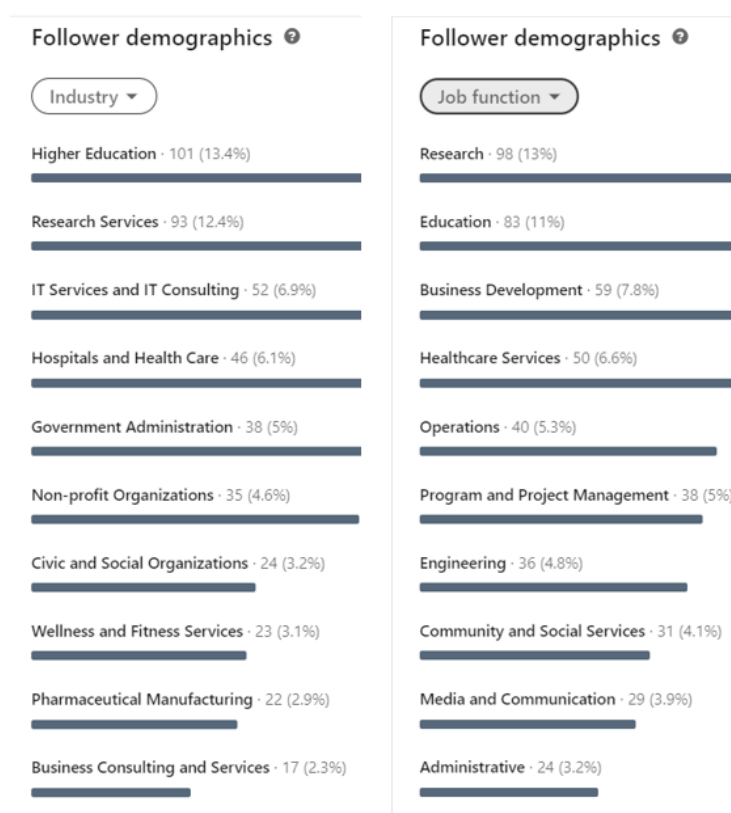 Follower demographics
Industry
Higher Education · 101 (13.4%)
Research Services · 93 (12.4%)
IT Services and IT Consulting · 52 (6.9%)
Hospitals and Health Care · 46 (6.1%)
Government Administration · 38 (5%)
Non-profit Organizations · 35 (4.6%)
Civic and Social Organizations · 24 (3.2%)
Wellness and Fitness Services · 23 (3.1%)
Pharmaceutical Manufacturing · 22 (2.9%)
Business Consulting and Services · 17 (2.3%)
Follower demographics
Job function
Research · 98 (13%)
Education · 83 (11%)
Business Development · 59 (7.8%)
Healthcare Services · 50 (6.6%)
Operations · 40 (5.3%)
Program and Project Management · 38 (5%)
Engineering · 36 (4.8%)
Community and Social Services · 31 (4.1%)
Media and Communication · 29 (3.9%)
Administrative · 24 (3.2%)